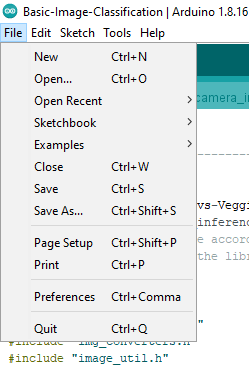 Basic-Image-Classification | Arduino 1.8.16
File Edit Sketch Tools Help
New Ctrl+N
Open... Ctrl+O
Open Recent
Sketchbook
Examples
Close Ctrl+W
Save Ctrl+S
Save As... Ctrl+Shift+S
Page Setup Ctrl+Shift+P
Print Ctrl+P
Preferences Ctrl+Comma
Quit Ctrl+Q
camera_in
vs-Veggi
inferenc
e accord
the libr
"
#include "img_converters.h"
#include "image_util.h"